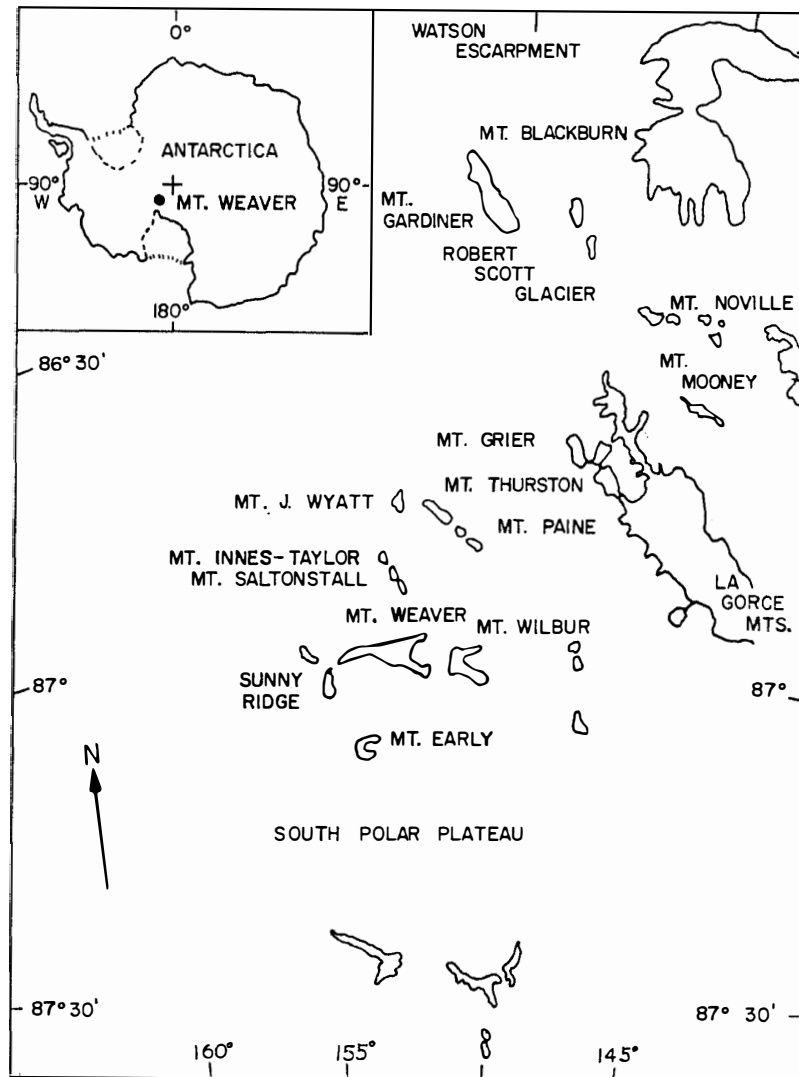 0°
ANTARCTICA
90°
W
MT. WEAVER
90°
E
180°
WATSON
ESCARPMENT
MT. BLACKBURN
MT.
GARDINER
ROBERT
SCOTT
GLACIER
MT. NOVILLE
86° 30'
MT.
MOONEY
MT. GRIER
MT. THURSTON
MT. J. WYATT
MT. PAINE
MT. INNES-TAYLOR
MT. SALTONSTALL
LA
GORCE
MTS.
MT. WEAVER
MT. WILBUR
SUNNY
RIDGE
87°
87°
MT. EARLY
N
SOUTH POLAR PLATEAU
87° 30'
87° 30'
160°
155°
145°